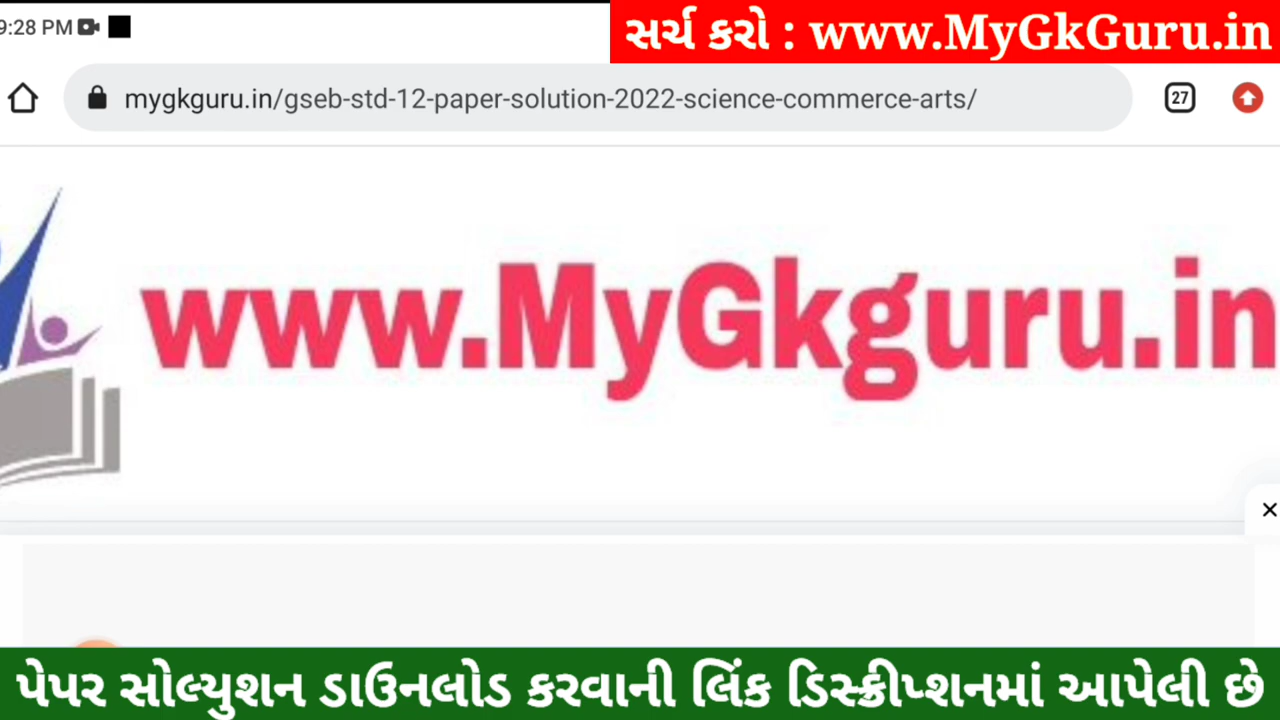 9:28 PM
સર્ચ કરો : www.MyGkGuru.in
mygkguru.in/gseb-std-12-paper-solution-2022-science-commerce-arts/
27
www.MyGkguru.in
પેપર સોલ્યુશન ડાઉનલોડ કરવાની લિંક ડિસ્ક્રીપ્શનમાં આપેલી છે